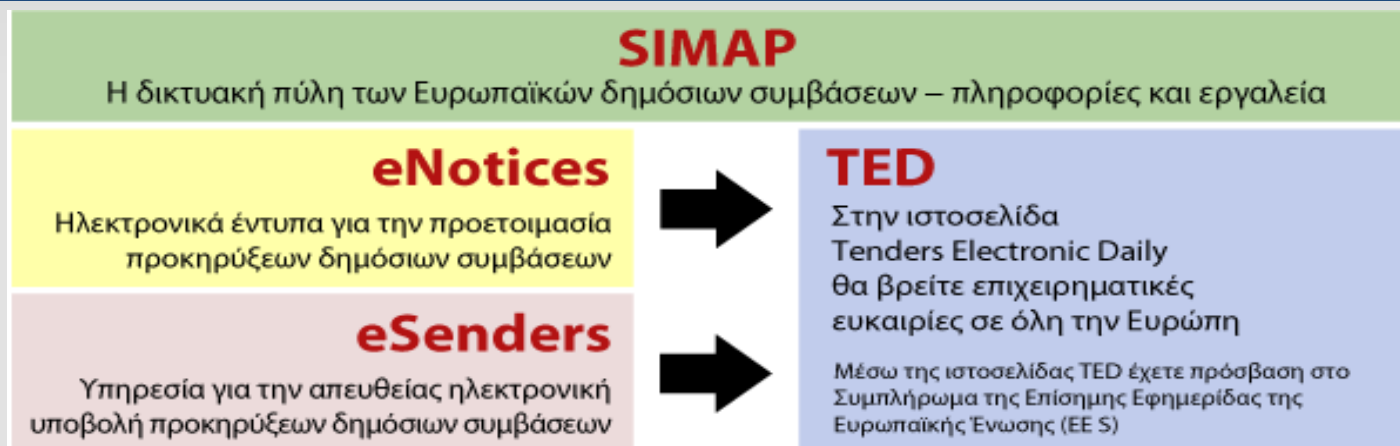 SIMAP
Η δικτυακή πύλη των Ευρωπαϊκών δημόσιων συμβάσεων – πληροφορίες και εργαλεία
eNotices
Ηλεκτρονικά έντυπα για την προετοιμασία
προκηρύξεων δημόσιων συμβάσεων
eSenders
Υπηρεσία για την απευθείας ηλεκτρονική
υποβολή προκηρύξεων δημόσιων συμβάσεων
TED
Στην ιστοσελίδα
Tenders Electronic Daily
θα βρείτε επιχειρηματικές
ευκαιρίες σε όλη την Ευρώπη
Μέσω της ιστοσελίδας TED έχετε πρόσβαση στο
Συμπλήρωμα της Επίσημης Εφημερίδας της
Ευρωπαϊκής Ένωσης (ΕΕ S)